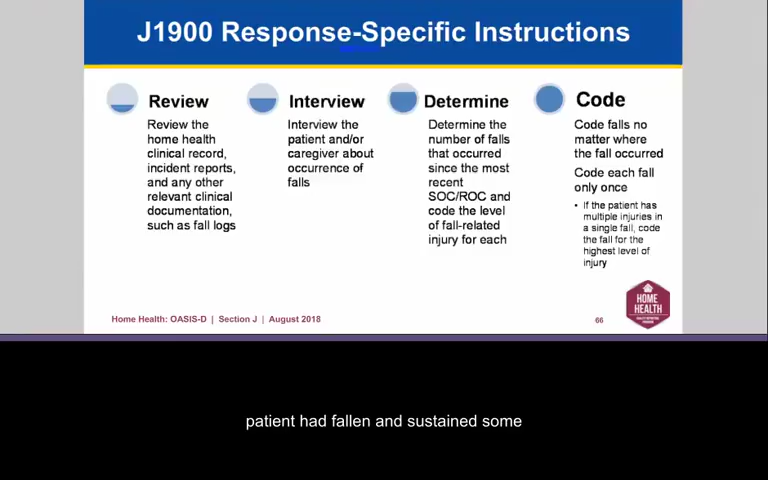 J1900 Response-Specific Instructions
Review
Review the
home health
clinical record,
incident reports,
and any other
relevant clinical
documentation,
such as fall logs
Interview
Interview the
patient and/or
caregiver about
occurrence of
falls
Determine
Determine the
number of falls
that occurred
since the most
recent
SOC/ROC and
code the level
of fall-related
injury for each
Code
Code falls no
matter where
the fall occurred
Code each fall
only once
• If the patient has
multiple injuries in
a single fall, code
the fall for the
highest level of
injury
Home Health: OASIS-D | Section J | August 2018
66
HOME
HEALTH
patient had fallen and sustained some